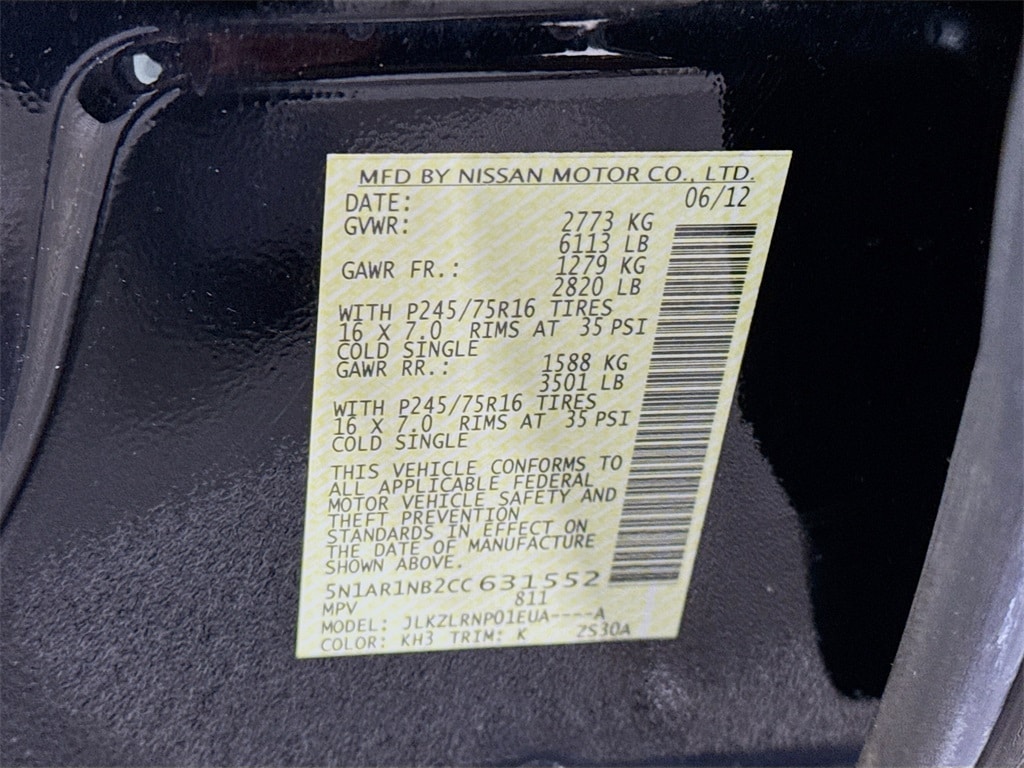 MFD BY NISSAN MOTOR CO., LTD.
DATE: 06/12
GVWR: 2773 KG
6113 LB
GAWR FR.: 1279 KG
2820 LB
WITH P245/75R16 TIRES
16 X 7.0 RIMS AT 35 PSI
COLD SINGLE
GAWR RR.: 1588 KG
3501 LB
WITH P245/75R16 TIRES
16 X 7.0 RIMS AT 35 PSI
COLD SINGLE
THIS VEHICLE CONFORMS TO
ALL APPLICABLE FEDERAL
MOTOR VEHICLE SAFETY AND
THEFT PREVENTION
STANDARDS IN EFFECT ON
THE DATE OF MANUFACTURE
SHOWN ABOVE.
5N1AR1NB2CC631552
MPV 811
MODEL: JLKZLRNP01EUA----A
COLOR: KH3 TRIM: K ZS30A